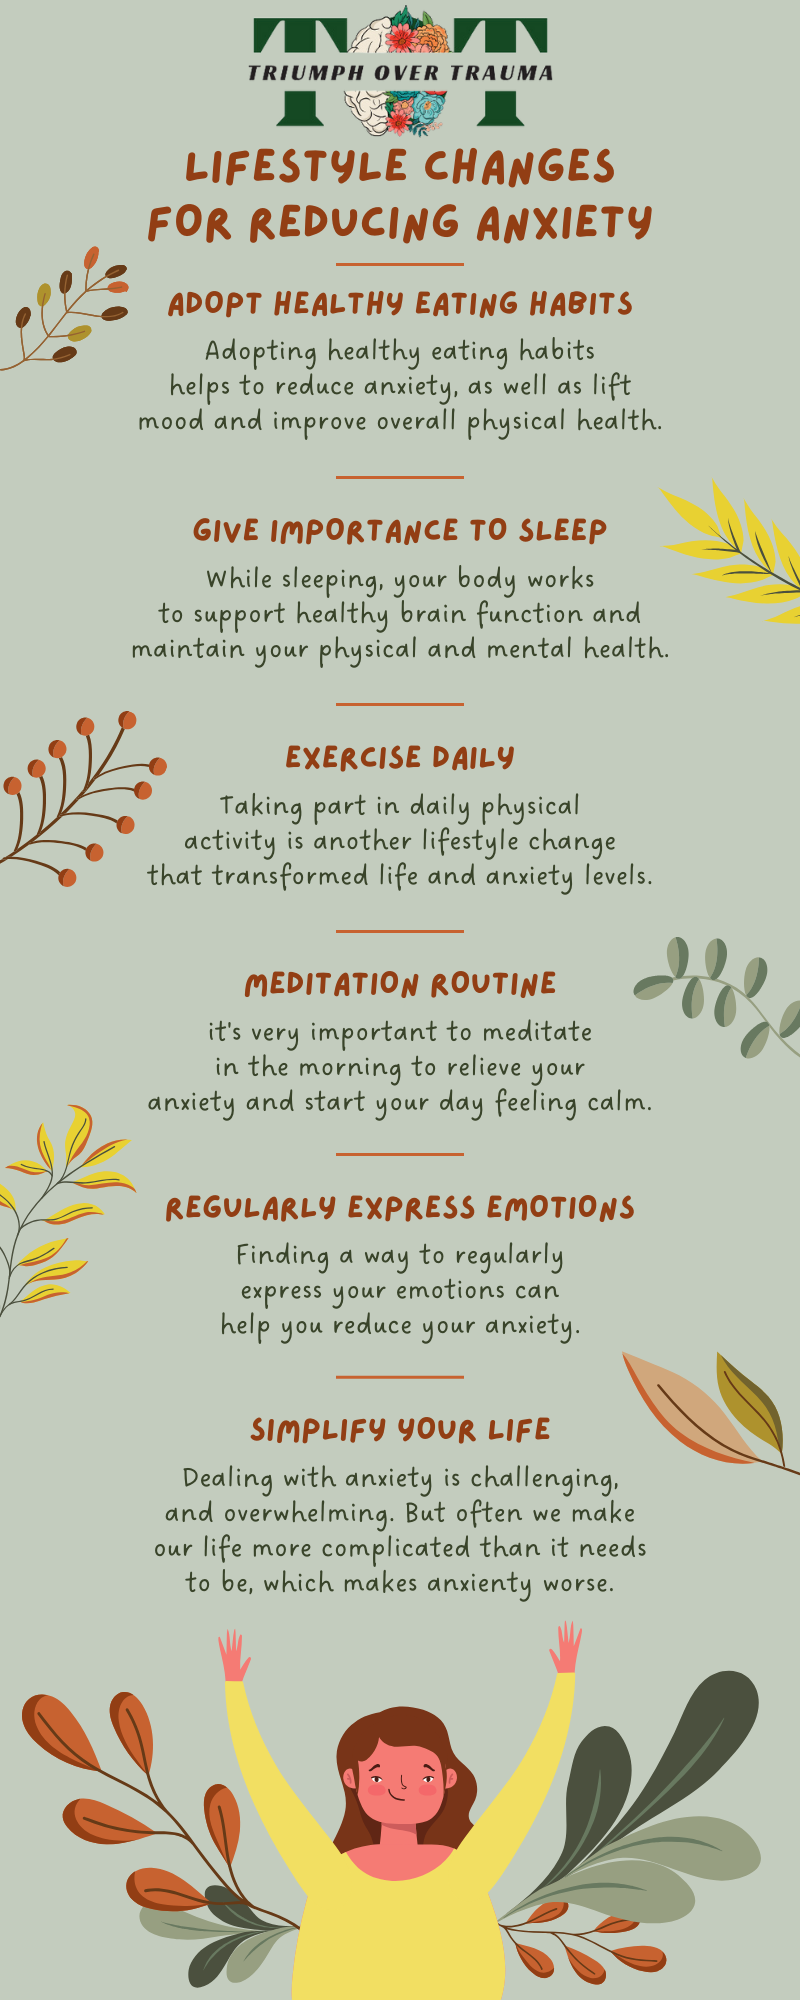 TRIUMPH OVER TRAUMA
LIFESTYLE CHANGES
FOR REDUCING ANXIETY
ADOPT HEALTHY EATING HABITS
Adopting healthy eating habits
helps to reduce anxiety, as well as lift
mood and improve overall physical health.
GIVE IMPORTANCE TO SLEEP
While sleeping, your body works
to support healthy brain function and
maintain your physical and mental health.
EXERCISE DAILY
Taking part in daily physical
activity is another lifestyle change
that transformed life and anxiety levels.
MEDITATION ROUTINE
it's very important to meditate
in the morning to relieve your
anxiety and start your day feeling calm.
REGULARLY EXPRESS EMOTIONS
Finding a way to regularly
express your emotions can
help you reduce your anxiety.
SIMPLIFY YOUR LIFE
Dealing with anxiety is challenging,
and overwhelming. But often we make
our life more complicated than it needs
to be, which makes anxienty worse.